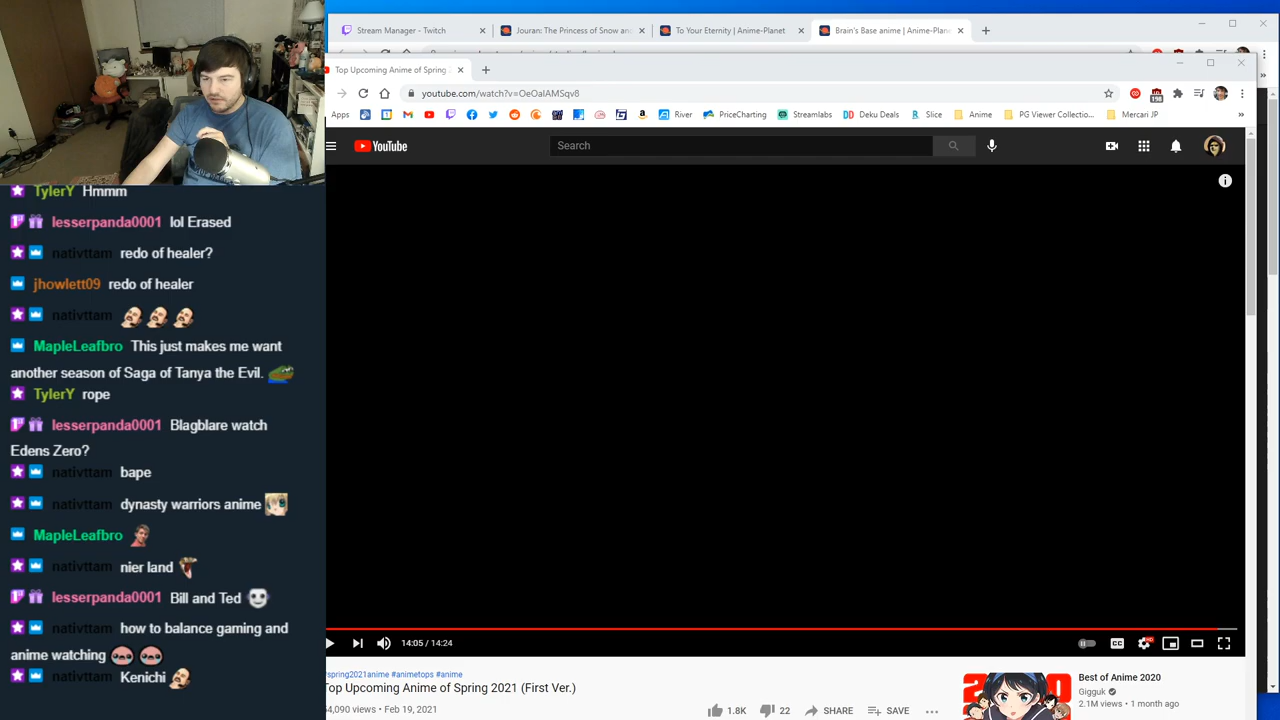 Stream Manager - Twitch
Jouran: The Princess of Snow an
To Your Eternity | Anime-Planet
Brain's Base anime | Anime-Plan
Top Upcoming Anime of Spring 2
youtube.com/watch?v=OeOalAMSqv8
198
Apps
River
PriceCharting
Streamlabs
Deku Deals
Slice
Anime
PG Viewer Collectio...
Mercari JP
YouTube
Search
TylerY Hmmm
lesserpanda0001 lol Erased
nativttam redo of healer?
jhowlett09 redo of healer
nativttam
MapleLeafbro This just makes me want
another season of Saga of Tanya the Evil.
TylerY rope
lesserpanda0001 Blagblare watch
Edens Zero?
nativttam bape
nativttam dynasty warriors anime
MapleLeafbro
nativttam nier land
lesserpanda0001 Bill and Ted
nativttam how to balance gaming and
anime watching
nativttam Kenichi
14:05 / 14:24
spring2021anime #animetops #anime
Top Upcoming Anime of Spring 2021 (First Ver.)
4,090 views • Feb 19, 2021
1.8K
22
SHARE
SAVE
Best of Anime 2020
Gigguk
2.1M views • 1 month ago